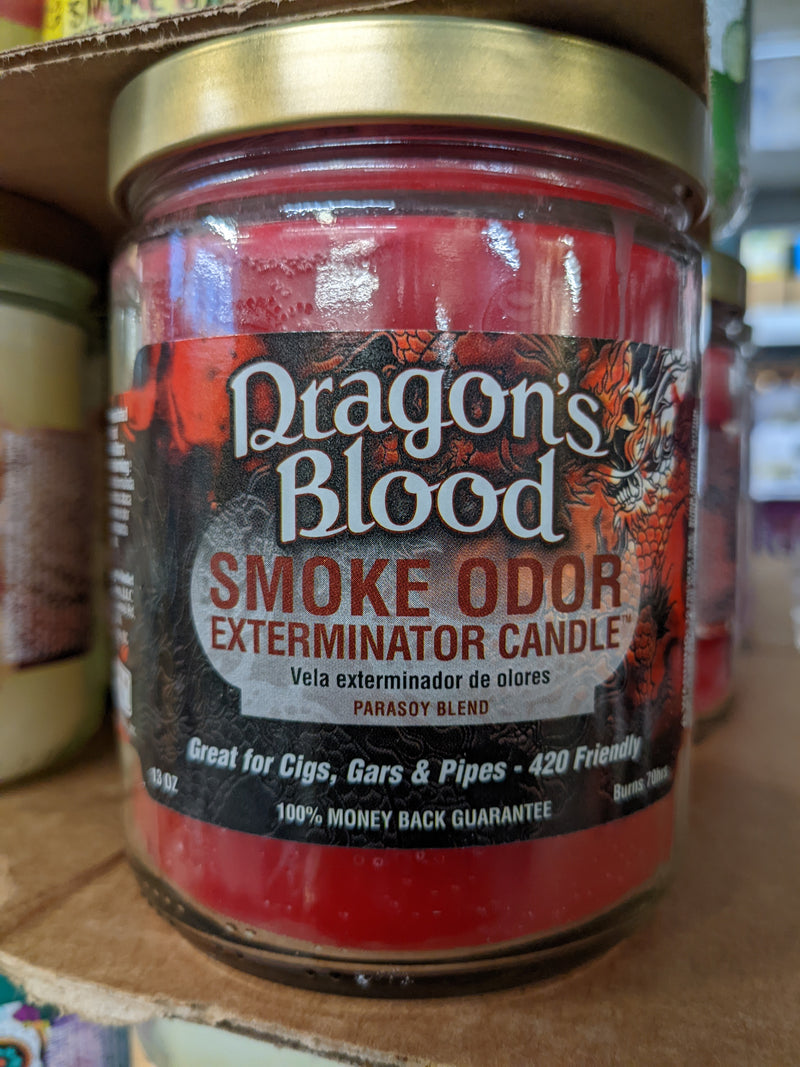 Dragon's
Blood
SMOKE ODOR
EXTERMINATOR CANDLE™
Vela exterminador de olores
PARASOY BLEND
Great for Cigs, Gars & Pipes - 420 Friendly
13 OZ
Burns 70hrs
100% MONEY BACK GUARANTEE